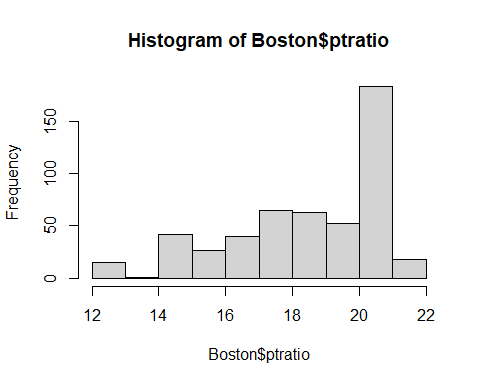 Histogram of Boston$ptratio
Frequency
150
100
50
0
12 14 16 18 20 22
Boston$ptratio